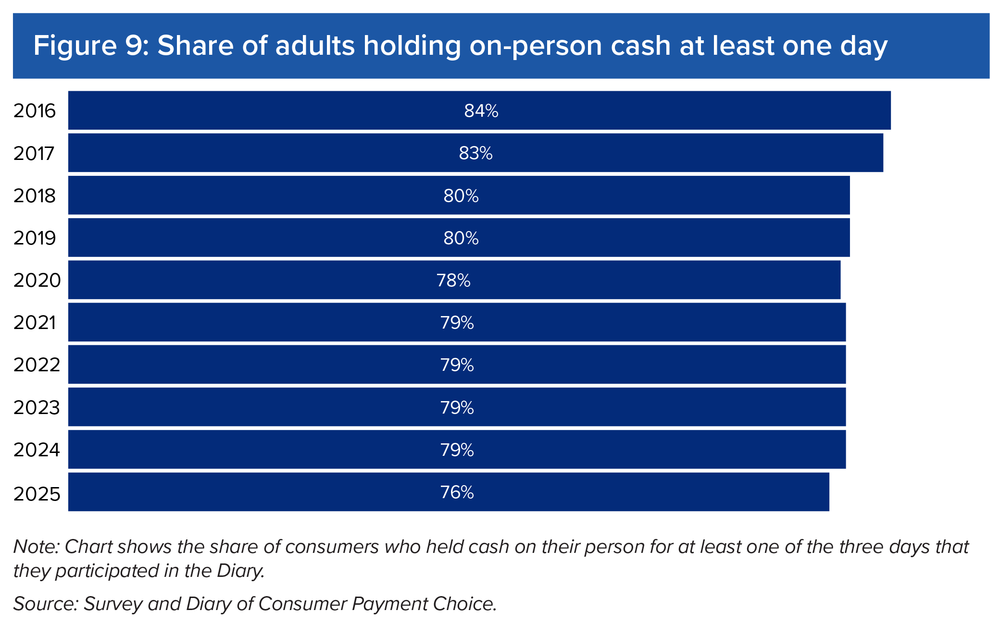 Figure 9: Share of adults holding on-person cash at least one day
2016 84%
2017 83%
2018 80%
2019 80%
2020 78%
2021 79%
2022 79%
2023 79%
2024 79%
2025 76%
Note: Chart shows the share of consumers who held cash on their person for at least one of the three days that
they participated in the Diary.
Source: Survey and Diary of Consumer Payment Choice.